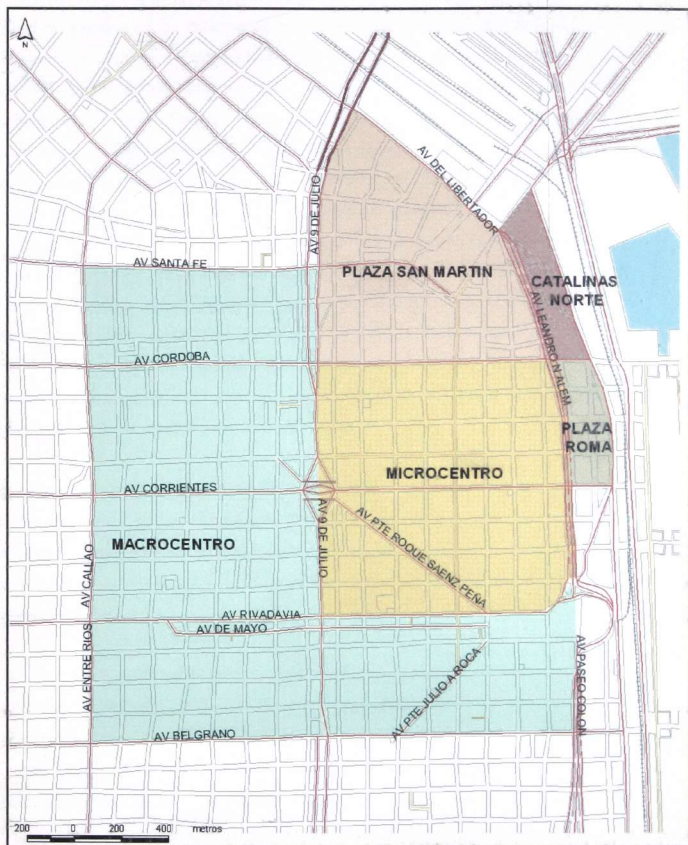 N
AV 9 DE JULIO
AV DEL LIBERTADOR
AV SANTA FE
PLAZA SAN MARTIN
CATALINAS
NORTE
AV LEANDRO N ALEM
AV CORDOBA
PLAZA
ROMA
AV CORRIENTES
MICROCENTRO
AV 9 DE JULIO
AV PTE ROQUE SAENZ PEÑA
MACROCENTRO
AV CALLAO
AV RIVADAVIA
AV DE MAYO
AV ENTRE RIOS
AV PTE JULIO A ROCA
AV PASEO COLON
AV BELGRANO
200 0 200 400 metros